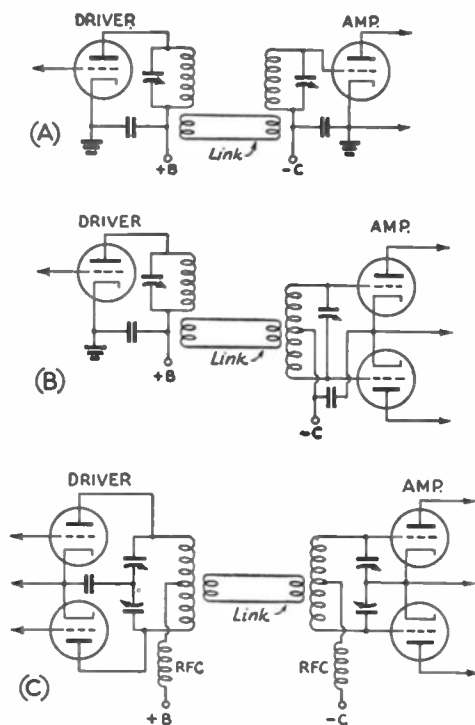 DRIVER
AMP.
(A)
Link
+B
-C
DRIVER
AMP.
(B)
Link
+B
-C
DRIVER
AMP.
Link
RFC
RFC
(C)
+B
-C